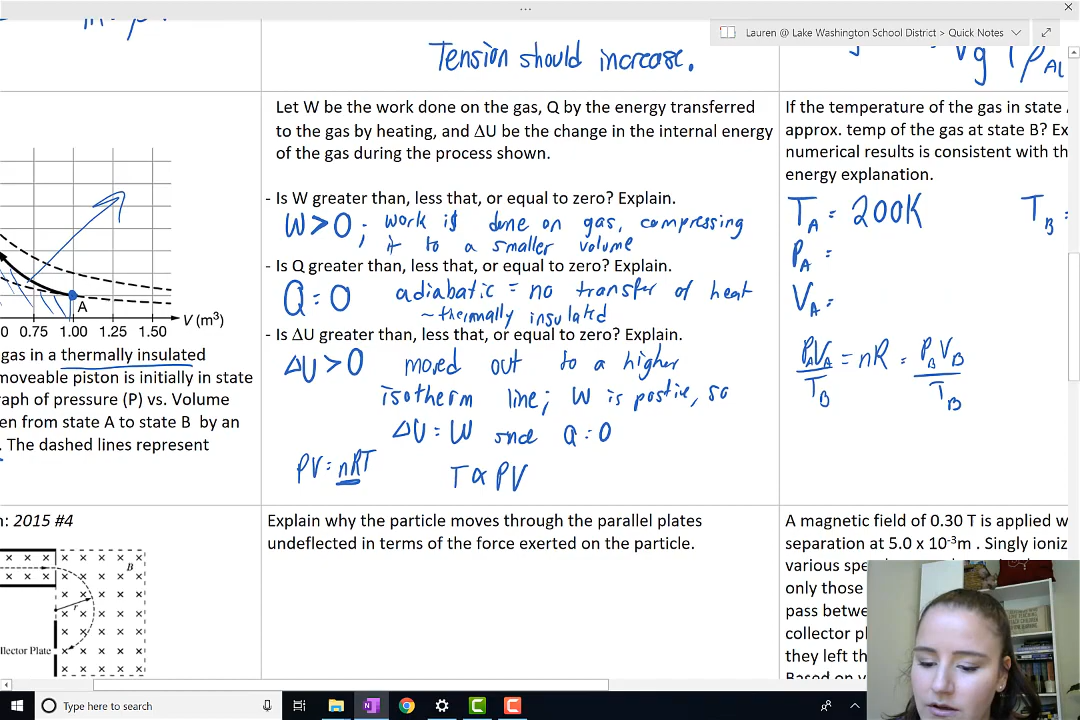 Lauren @ Lake Washington School District > Quick Notes
Tension should increase.
Vg
ρAL
Let W be the work done on the gas, Q by the energy transferred
to the gas by heating, and ΔU be the change in the internal energy
of the gas during the process shown.
- Is W greater than, less that, or equal to zero? Explain.
W>0; work is done on gas, compressing
it to a smaller volume
- Is Q greater than, less that, or equal to zero? Explain.
Q = 0 adiabatic = no transfer of heat
~thermally insulated
- Is ΔU greater than, less that, or equal to zero? Explain.
ΔU > 0 moved out to a higher
isotherm line; W is postive, so
ΔU = W snce Q = 0
PV = nRT T ∝ PV
If the temperature of the gas in state
approx. temp of the gas at state B? Ex
numerical results is consistent with th
energy explanation.
TA = 200K TB =
PA =
VA =
PAVA/TB = nR = PBVB/TB
A
0 0.75 1.00 1.25 1.50 V (m³)
gas in a thermally insulated
moveable piston is initially in state
raph of pressure (P) vs. Volume
en from state A to state B by an
. The dashed lines represent
n: 2015 #4
B
r
llector Plate
Explain why the particle moves through the parallel plates
undeflected in terms of the force exerted on the particle.
A magnetic field of 0.30 T is applied w
separation at 5.0 x 10⁻³m . Singly ioniz
various spe
only those
pass betwe
collector pl
they left th
Based on v
Type here to search